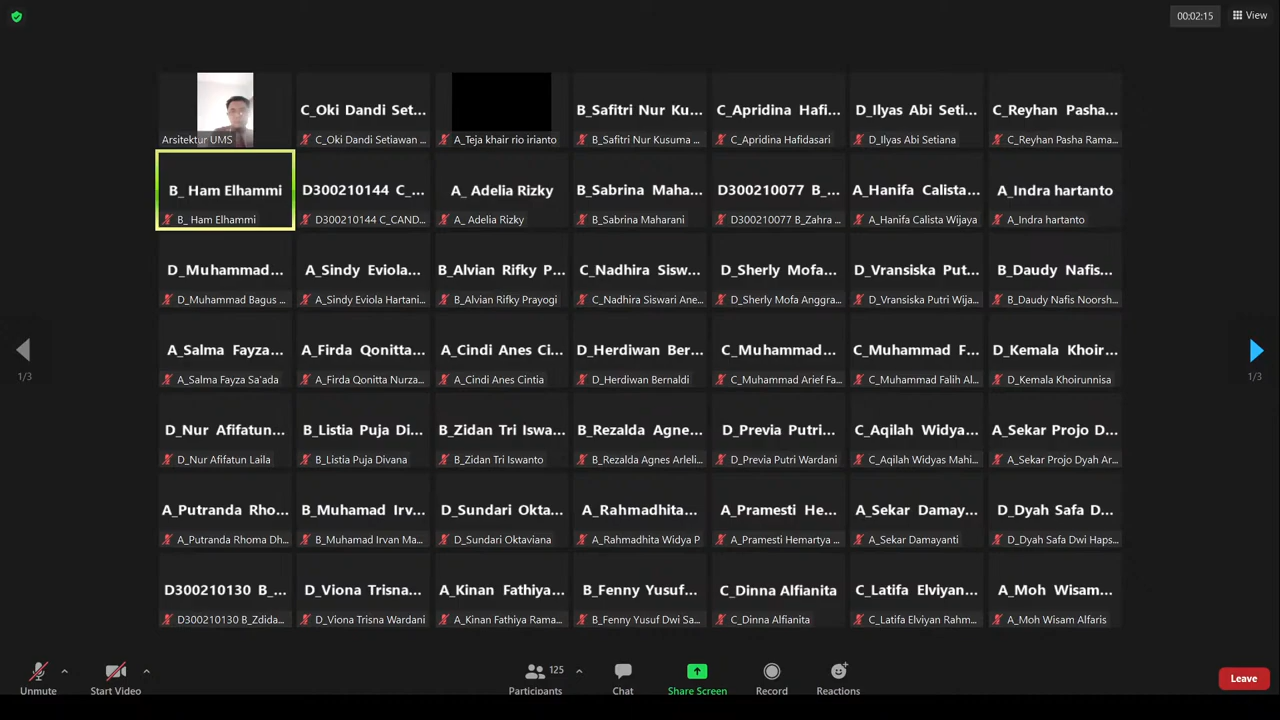 00:02:15
View
Arsitektur UMS
C_Oki Dandi Set...
C_Oki Dandi Setiawan ...
A_Teja khair rio irianto
B_Safitri Nur Ku...
B_Safitri Nur Kusuma ...
C_Apridina Hafi...
C_Apridina Hafidasari
D_Ilyas Abi Seti...
D_Ilyas Abi Setiana
C_Reyhan Pasha...
C_Reyhan Pasha Rama...
B_ Ham Elhammi
B_ Ham Elhammi
D300210144 C_...
D300210144 C_CAND...
A_ Adelia Rizky
A_ Adelia Rizky
B_Sabrina Maha...
B_Sabrina Maharani
D300210077 B_...
D300210077 B_Zahra ...
A_Hanifa Calista...
A_Hanifa Calista Wijaya
A_Indra hartanto
A_Indra hartanto
D_Muhammad...
D_Muhammad Bagus ...
A_Sindy Eviola...
A_Sindy Eviola Hartani...
B_Alvian Rifky P...
B_Alvian Rifky Prayogi
C_Nadhira Sisw...
C_Nadhira Siswari Ane...
D_Sherly Mofa...
D_Sherly Mofa Anggra...
D_Vransiska Put...
D_Vransiska Putri Wija...
B_Daudy Nafis...
B_Daudy Nafis Noorsh...
A_Salma Fayza...
A_Salma Fayza Sa'ada
A_Firda Qonitta...
A_Firda Qonitta Nurza...
A_Cindi Anes Ci...
A_Cindi Anes Cintia
D_Herdiwan Ber...
D_Herdiwan Bernaldi
C_Muhammad...
C_Muhammad Arief Fa...
C_Muhammad F...
C_Muhammad Falih Al...
D_Kemala Khoir...
D_Kemala Khoirunnisa
1/3
1/3
D_Nur Afifatun...
D_Nur Afifatun Laila
B_Listia Puja Di...
B_Listia Puja Divana
B_Zidan Tri Iswa...
B_Zidan Tri Iswanto
B_Rezalda Agne...
B_Rezalda Agnes Arleli...
D_Previa Putri...
D_Previa Putri Wardani
C_Aqilah Widya...
C_Aqilah Widyas Mahi...
A_Sekar Projo D...
A_Sekar Projo Dyah Ar...
A_Putranda Rho...
A_Putranda Rhoma Dh...
B_Muhamad Irv...
B_Muhamad Irvan Ma...
D_Sundari Okta...
D_Sundari Oktaviana
A_Rahmadhita...
A_Rahmadhita Widya P
A_Pramesti He...
A_Pramesti Hemartya ...
A_Sekar Damay...
A_Sekar Damayanti
D_Dyah Safa D...
D_Dyah Safa Dwi Haps...
D300210130 B_...
D300210130 B_Zdida...
D_Viona Trisna...
D_Viona Trisna Wardani
A_Kinan Fathiya...
A_Kinan Fathiya Rama...
B_Fenny Yusuf...
B_Fenny Yusuf Dwi Sa...
C_Dinna Alfianita
C_Dinna Alfianita
C_Latifa Elviyan...
C_Latifa Elviyan Rahm...
A_Moh Wisam...
A_Moh Wisam Alfaris
Unmute
Start Video
Participants
125
Chat
Share Screen
Record
Reactions
Leave